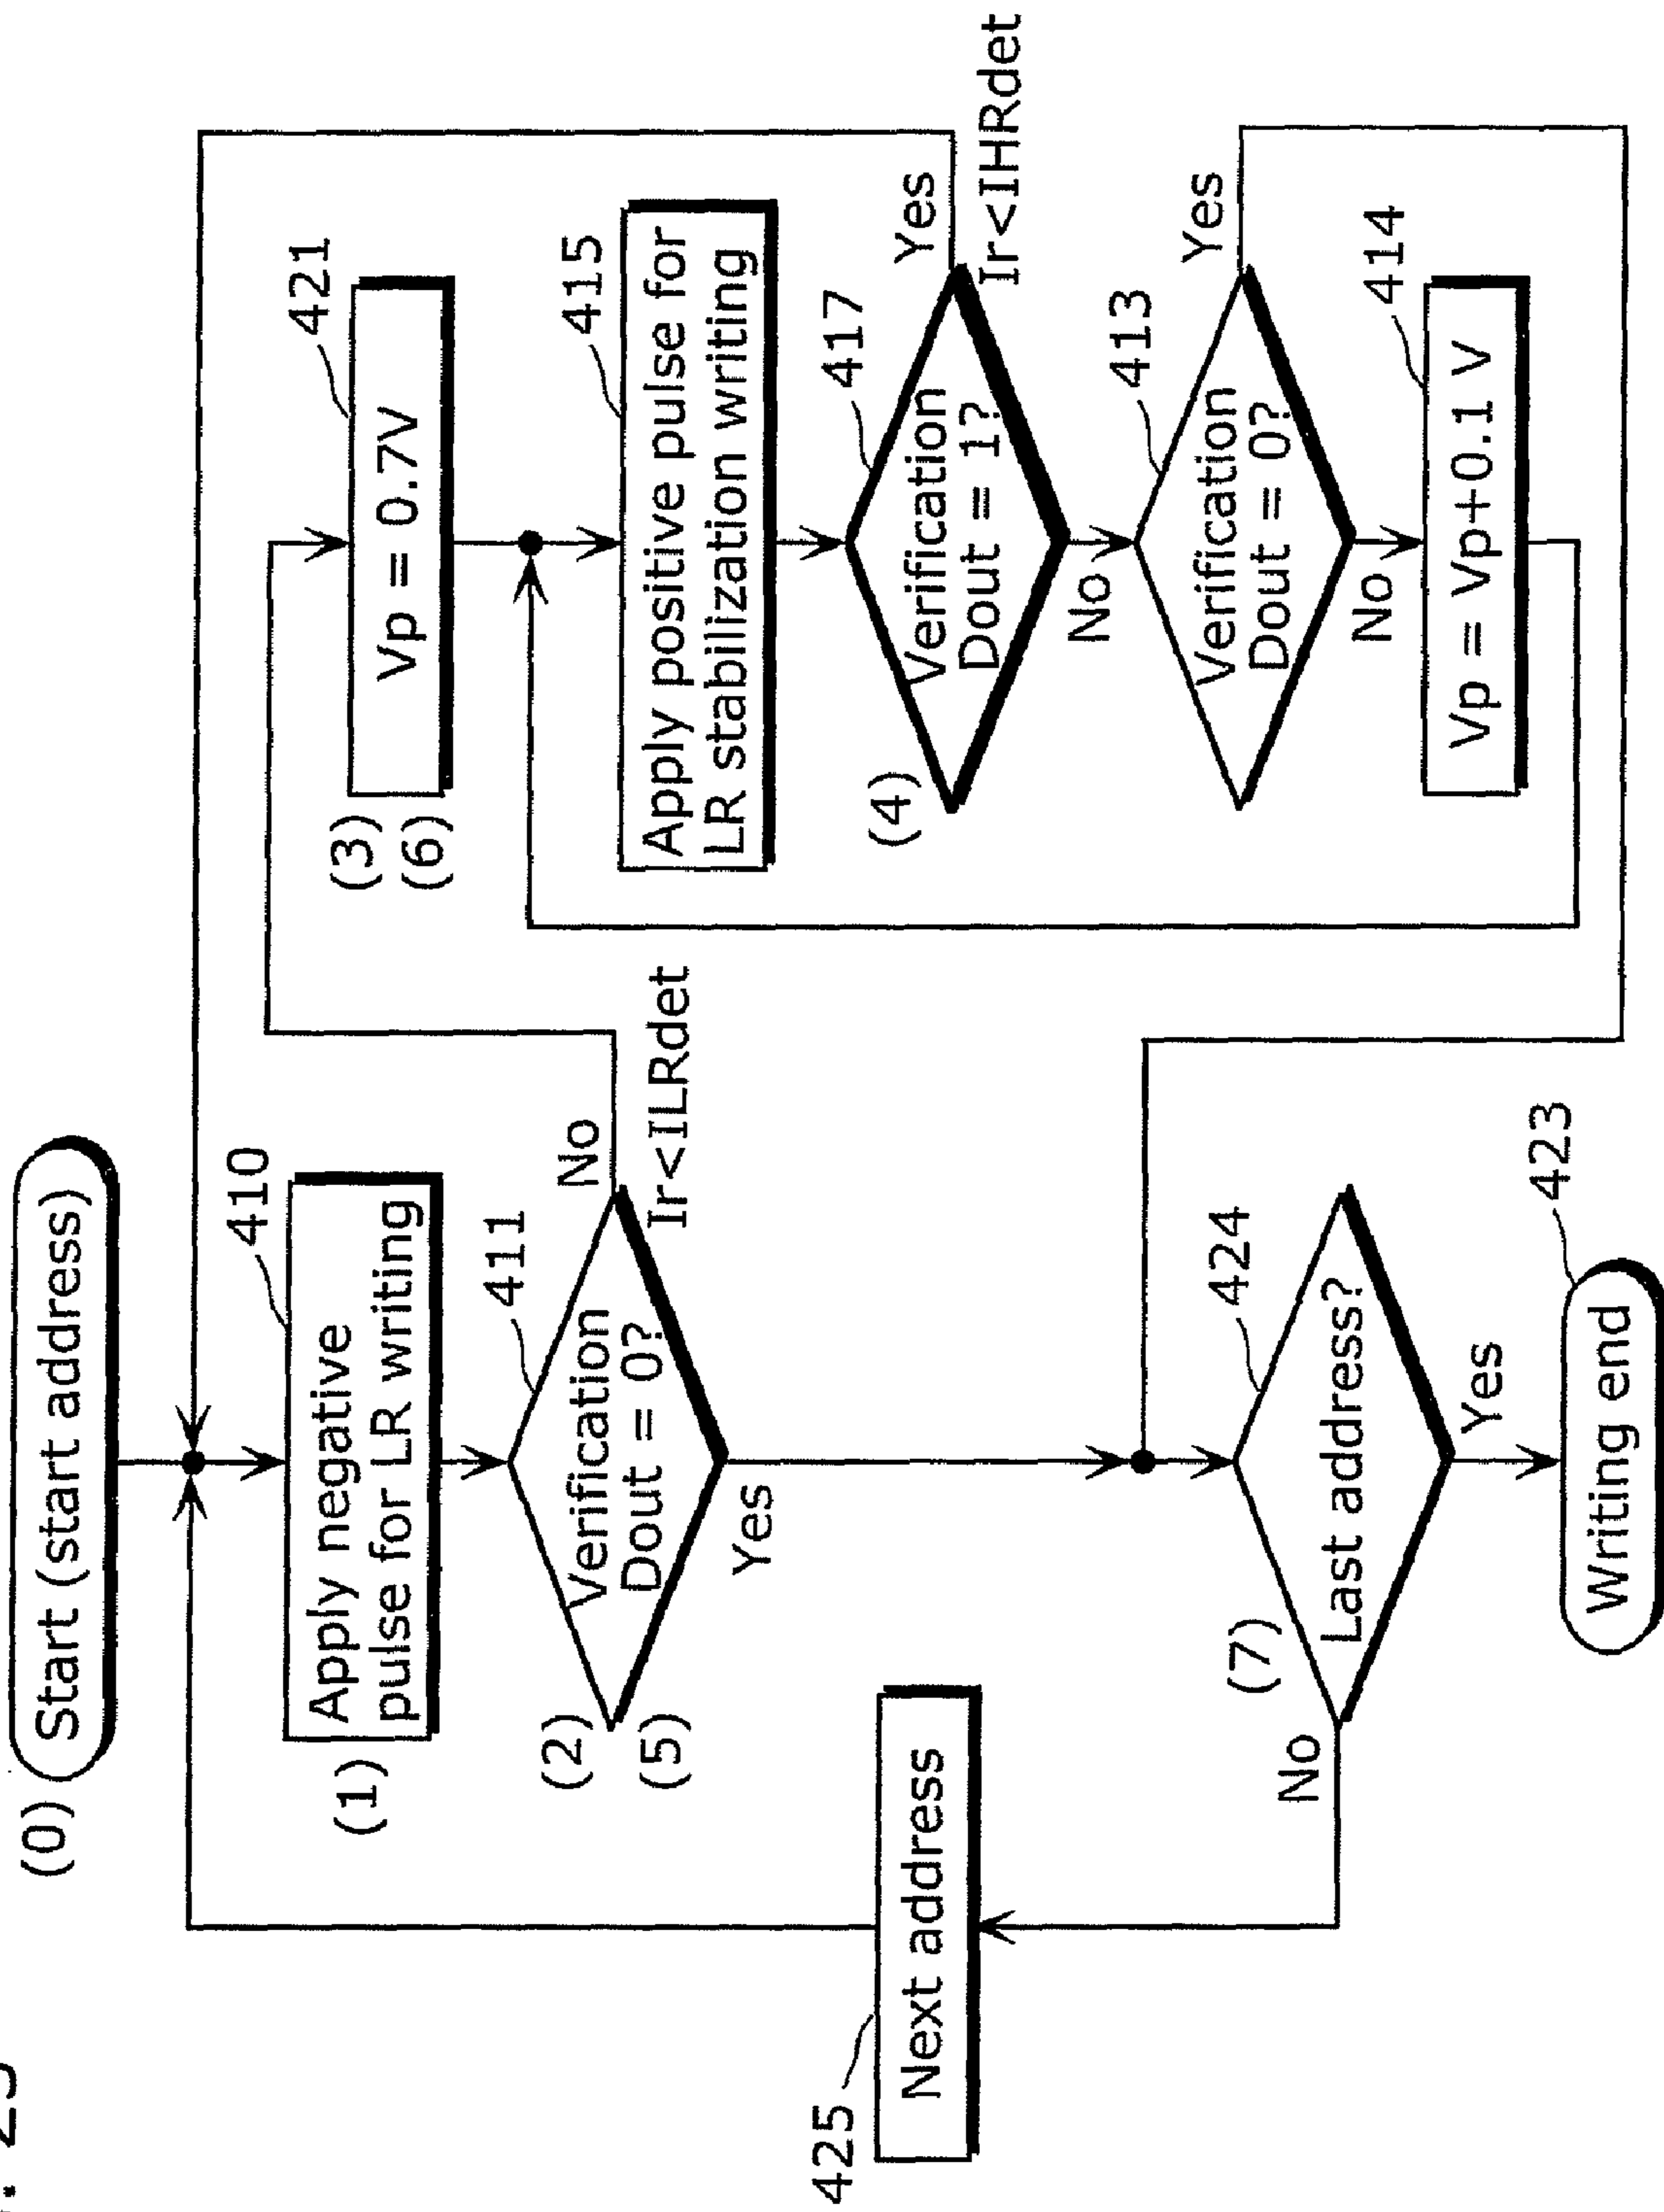 (0)
Start (start address)
410
(1)
Apply negative
pulse for LR writing
411
(2)
(5)
Verification
Dout = 0?
No
Ir<ILRdet
Yes
421
(3)
(6)
Vp = 0.7V
415
Apply positive pulse for
LR stabilization writing
417
(4)
Verification
Dout = 1?
Yes
Ir<IHRdet
No
413
Verification
Dout = 0?
Yes
No
414
Vp = Vp+0.1 V
425
Next address
424
(7)
Last address?
No
Yes
423
Writing end